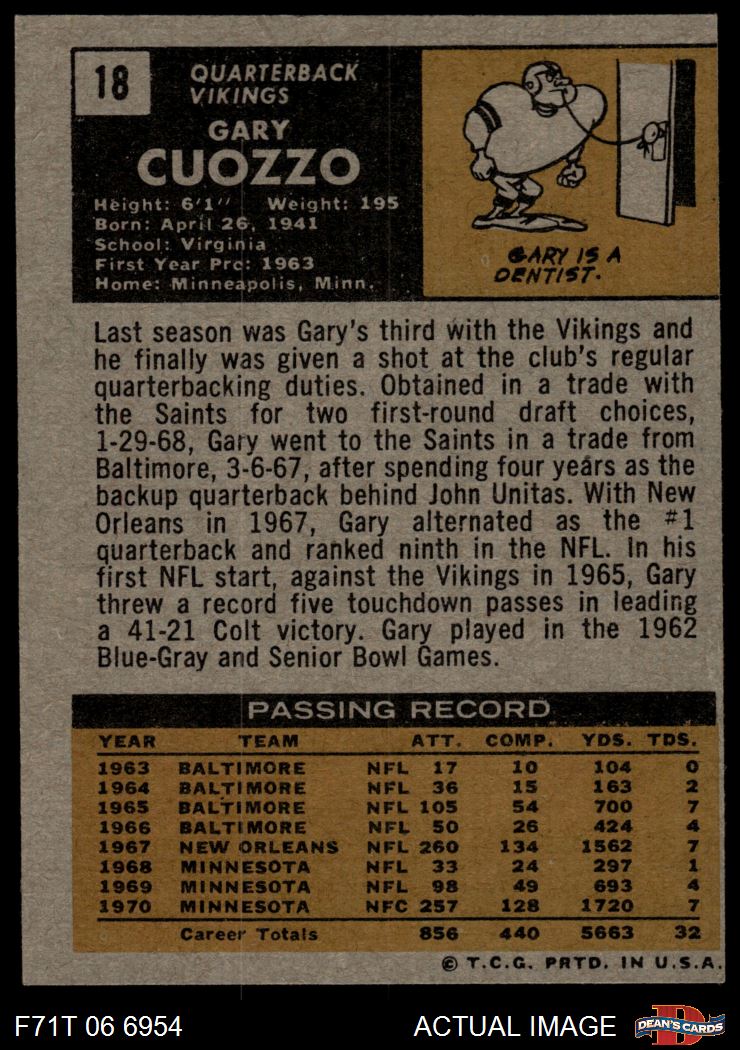 18
QUARTERBACK
VIKINGS
GARY
CUOZZO
Height: 6'1" Weight: 195
Born: April 26, 1941
School: Virginia
First Year Pro: 1963
Home: Minneapolis, Minn.
GARY IS A
DENTIST.
Last season was Gary's third with the Vikings and
he finally was given a shot at the club's regular
quarterbacking duties. Obtained in a trade with
the Saints for two first-round draft choices,
1-29-68, Gary went to the Saints in a trade from
Baltimore, 3-6-67, after spending four years as the
backup quarterback behind John Unitas. With New
Orleans in 1967, Gary alternated as the #1
quarterback and ranked ninth in the NFL. In his
first NFL start, against the Vikings in 1965, Gary
threw a record five touchdown passes in leading
a 41-21 Colt victory. Gary played in the 1962
Blue-Gray and Senior Bowl Games.
PASSING RECORD
YEAR TEAM ATT. COMP. YDS. TDS.
1963 BALTIMORE NFL 17 10 104 0
1964 BALTIMORE NFL 36 15 163 2
1965 BALTIMORE NFL 105 54 700 7
1966 BALTIMORE NFL 50 26 424 4
1967 NEW ORLEANS NFL 260 134 1562 7
1968 MINNESOTA NFL 33 24 297 1
1969 MINNESOTA NFL 98 49 693 4
1970 MINNESOTA NFC 257 128 1720 7
Career Totals 856 440 5663 32
© T.C.G. PRTD. IN U.S.A.
F71T 06 6954 ACTUAL IMAGE
D
DEAN'S CARDS